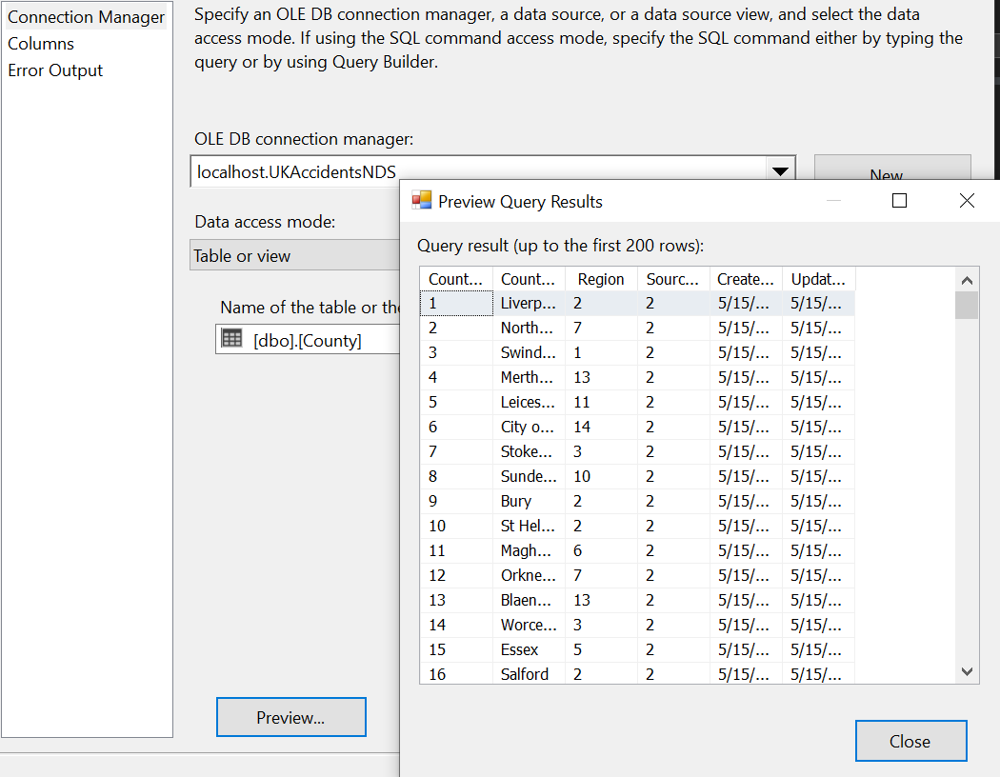 Connection Manager
Columns
Error Output
Specify an OLE DB connection manager, a data source, or a data source view, and select the data
access mode. If using the SQL command access mode, specify the SQL command either by typing the
query or by using Query Builder.
OLE DB connection manager:
localhost.UKAccidentsNDS
New
Data access mode:
Table or view
Name of the table or the
[dbo].[County]
Preview...
Preview Query Results
Query result (up to the first 200 rows):
Count... Count... Region Sourc... Create... Updat...
1 Liverp... 2 2 5/15/... 5/15/...
2 North... 7 2 5/15/... 5/15/...
3 Swind... 1 2 5/15/... 5/15/...
4 Merth... 13 2 5/15/... 5/15/...
5 Leices... 11 2 5/15/... 5/15/...
6 City o... 14 2 5/15/... 5/15/...
7 Stoke... 3 2 5/15/... 5/15/...
8 Sunde... 10 2 5/15/... 5/15/...
9 Bury 2 2 5/15/... 5/15/...
10 St Hel... 2 2 5/15/... 5/15/...
11 Magh... 6 2 5/15/... 5/15/...
12 Orkne... 7 2 5/15/... 5/15/...
13 Blaen... 13 2 5/15/... 5/15/...
14 Worce... 3 2 5/15/... 5/15/...
15 Essex 5 2 5/15/... 5/15/...
16 Salford 2 2 5/15/... 5/15/...
Close